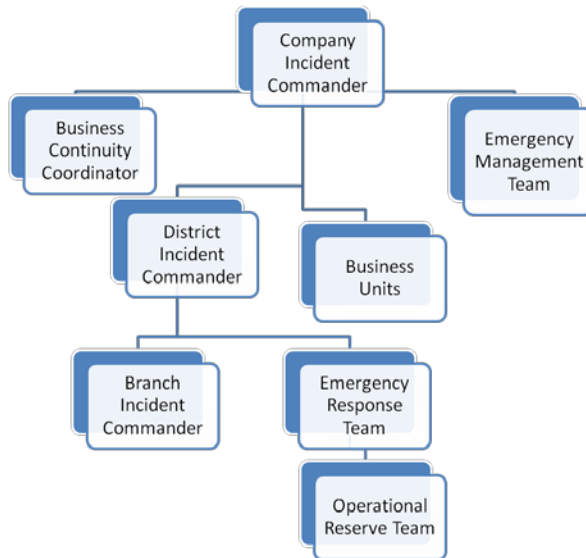 Company
Incident
Commander
Business
Continuity
Coordinator
Emergency
Management
Team
District
Incident
Commander
Business
Units
Branch
Incident
Commander
Emergency
Response
Team
Operational
Reserve Team